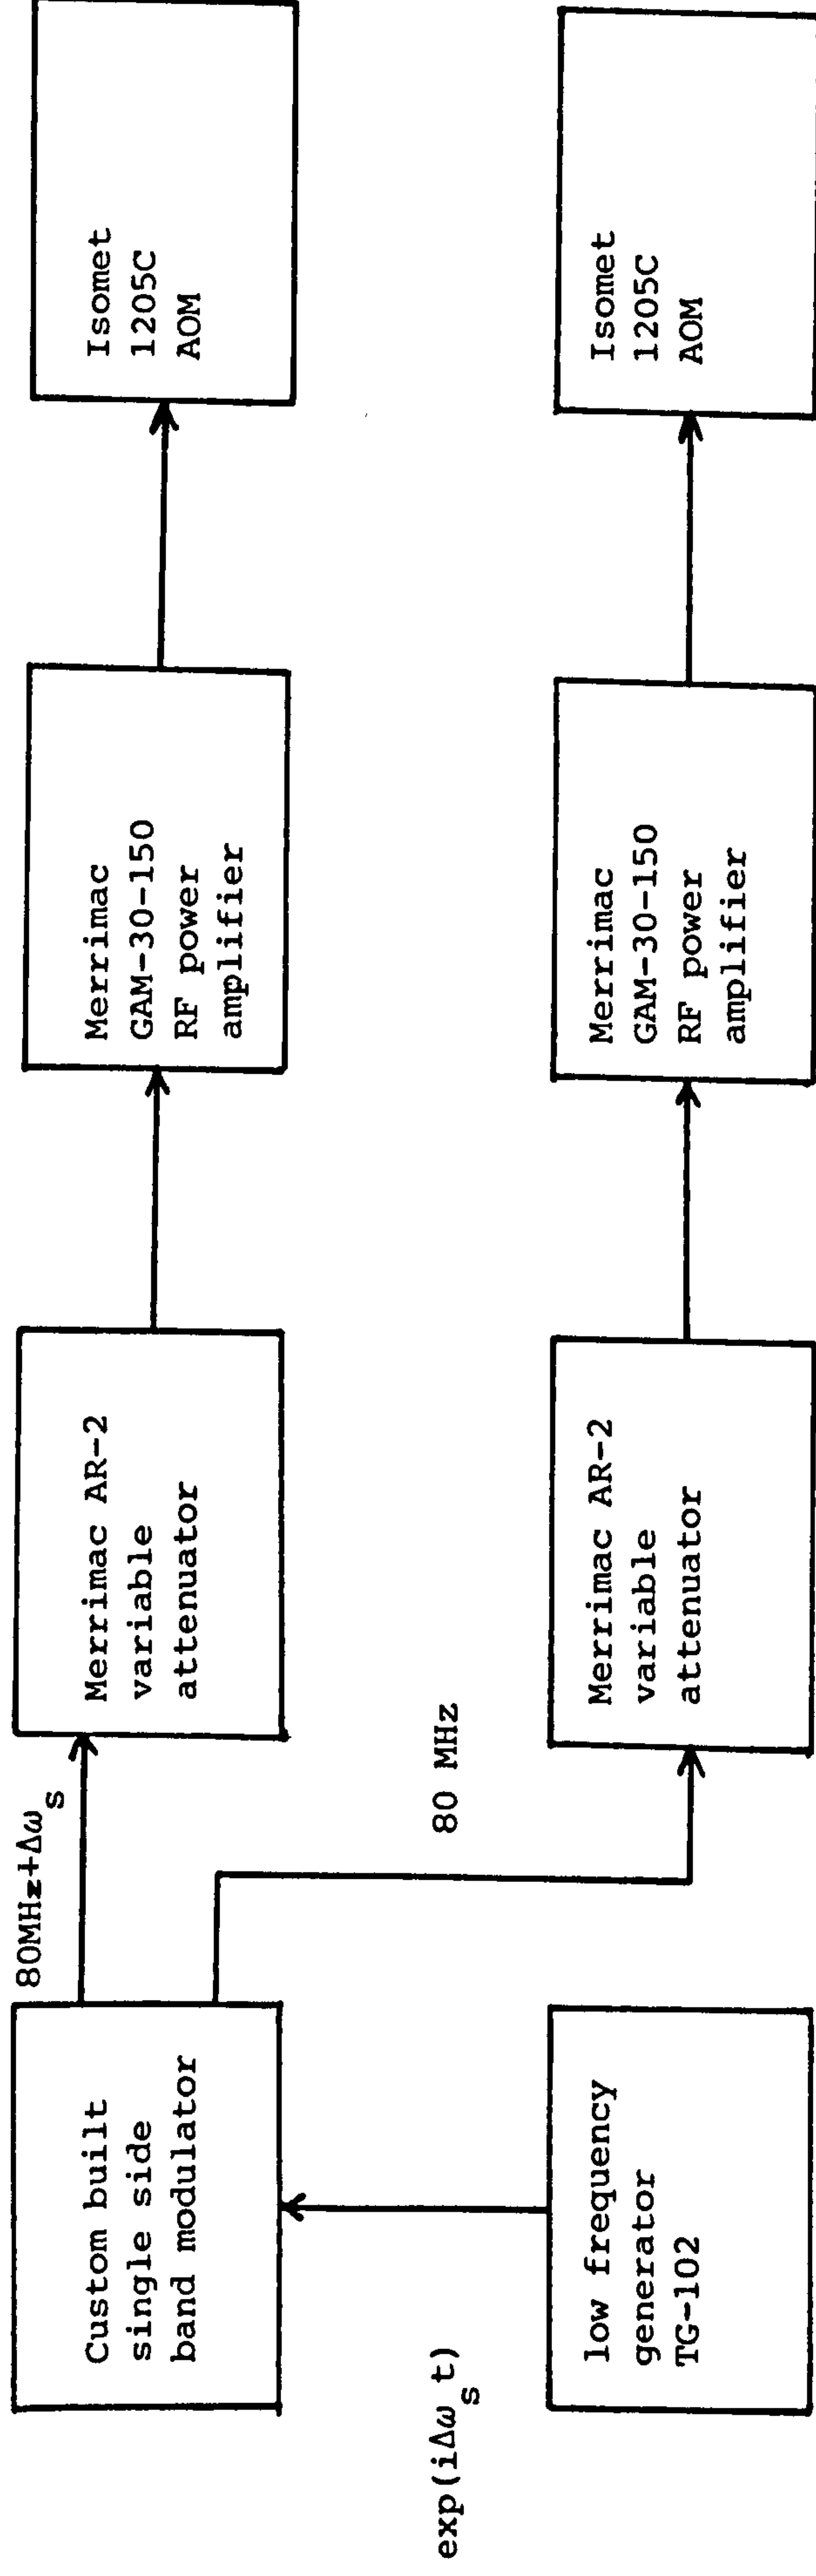 80MHz+Δω
s
Custom built
single side
band modulator
Merrimac AR-2
variable
attenuator
Merrimac
GAM-30-150
RF power
amplifier
Isomet
1205C
AOM
exp(iΔω
s
t)
80 MHz
low frequency
generator
TG-102
Merrimac AR-2
variable
attenuator
Merrimac
GAM-30-150
RF power
amplifier
Isomet
1205C
AOM